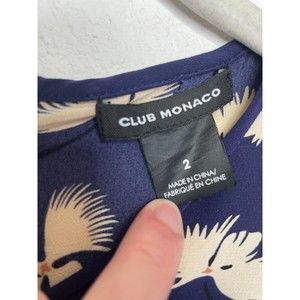 CLUB MONACO
2
MADE IN CHINA/
FABRIQUÉ EN CHINE